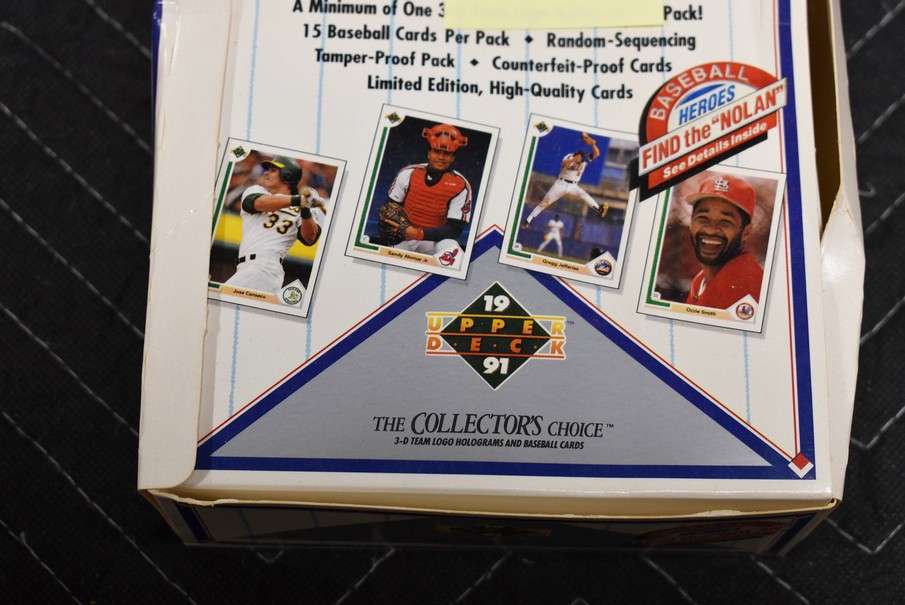 A Minimum of One 3 Pack!
15 Baseball Cards Per Pack ♦ Random-Sequencing
Tamper-Proof Pack ♦ Counterfeit-Proof Cards
Limited Edition, High-Quality Cards
BASEBALL
HEROES
FIND the "NOLAN"
See Details Inside
33
Jose Canseco
Sandy Alomar Jr.
Gregg Jefferies
Ozzie Smith
19
UPPER™
DECK
91
THE COLLECTOR'S CHOICE™
3-D TEAM LOGO HOLOGRAMS AND BASEBALL CARDS